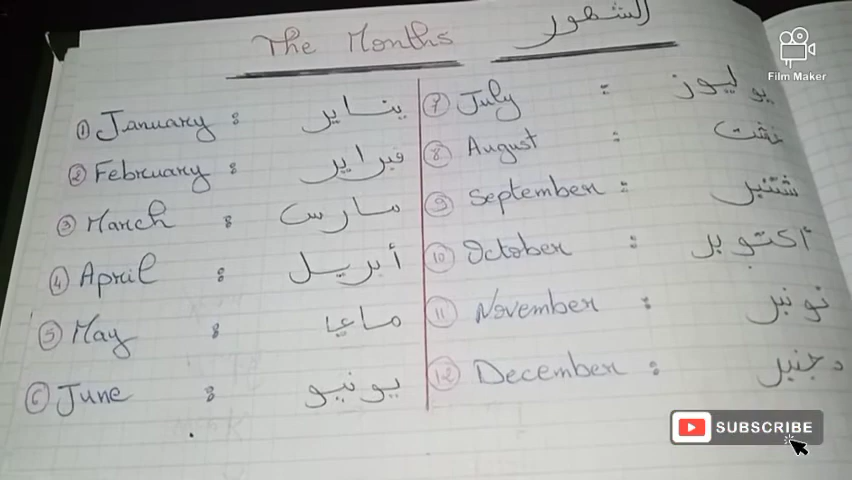 The Months الشهور
① January : يناير
② February : فبراير
③ March : مارس
④ April : أبريل
⑤ May : ماي
⑥ June : يونيو
⑦ July : يوليوز
⑧ August : غشت
⑨ September : شتنبر
⑩ October : أكتوبر
⑪ November : نونبر
⑫ December : دجنبر
Film Maker
SUBSCRIBE